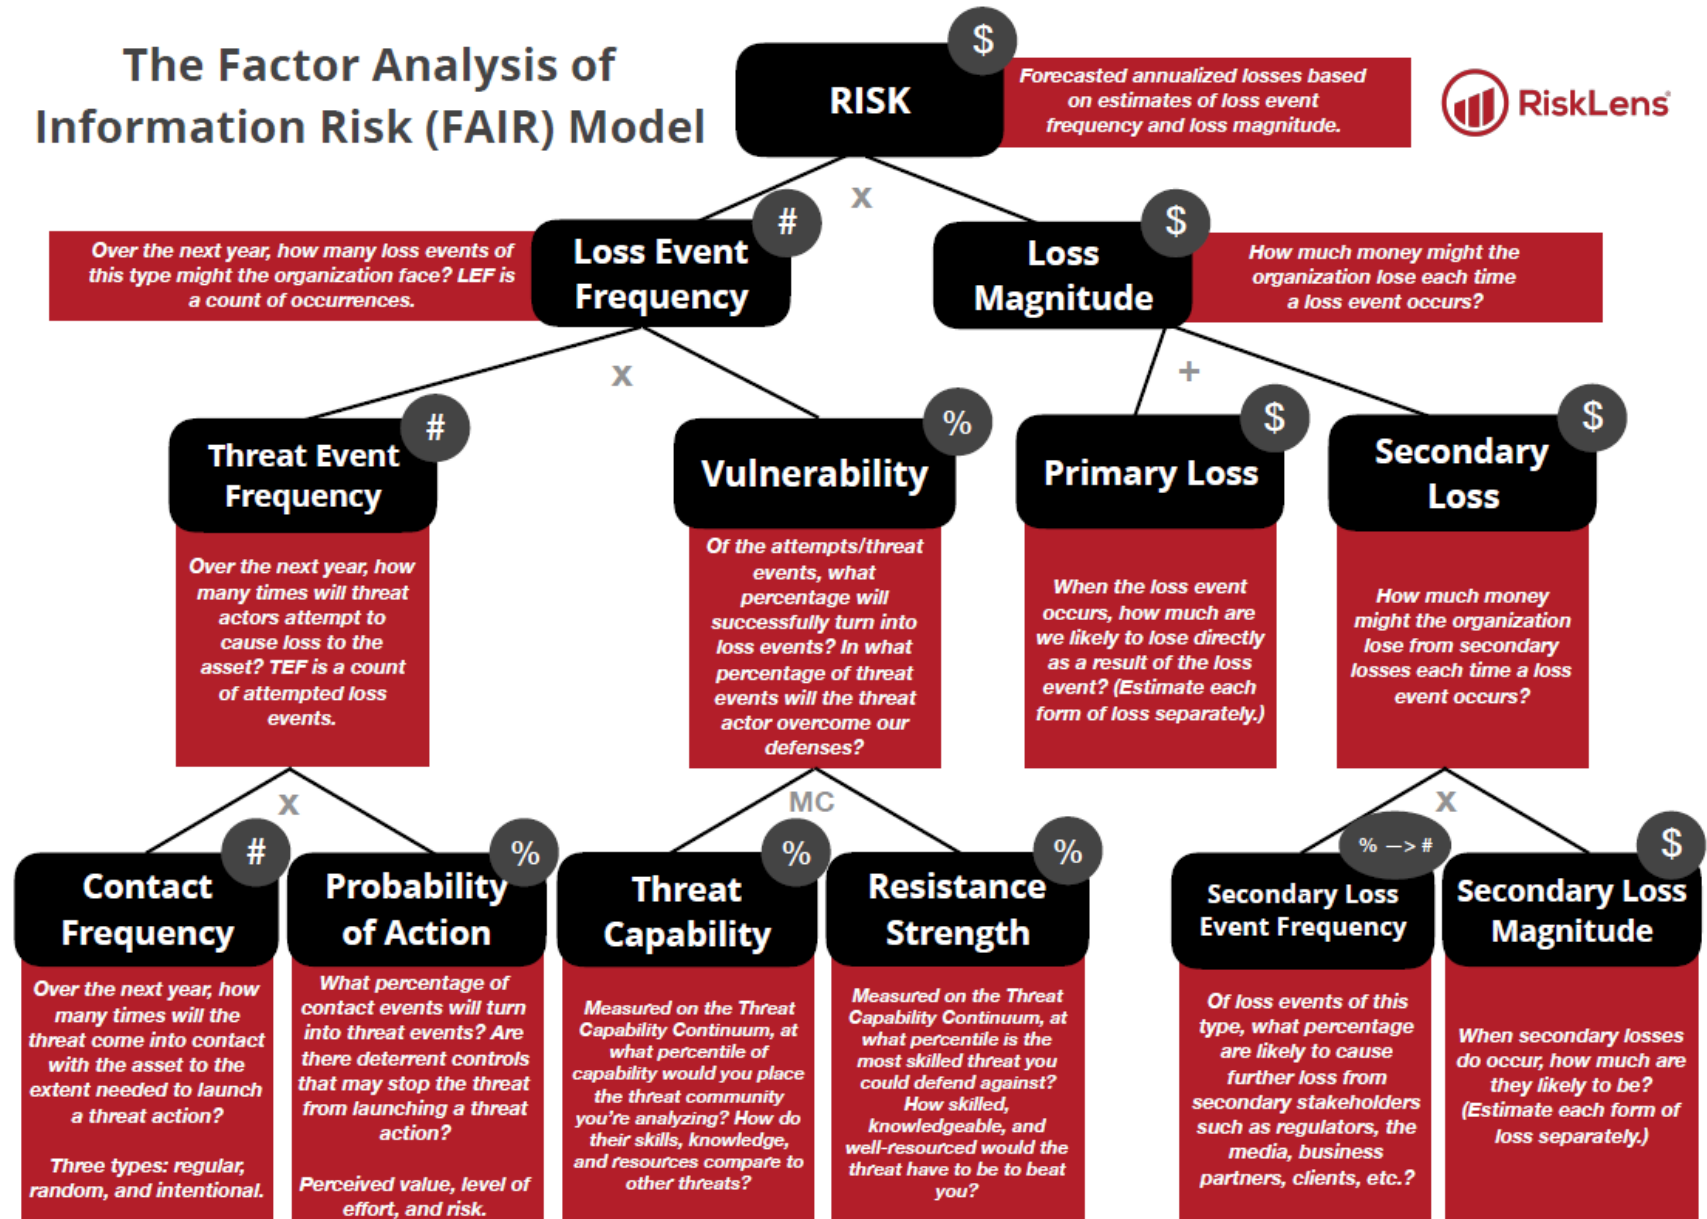 The Factor Analysis of
Information Risk (FAIR) Model
$
RISK
Forecasted annualized losses based
on estimates of loss event
frequency and loss magnitude.
RiskLens
x
Over the next year, how many loss events of
this type might the organization face? LEF is
a count of occurrences.
#
Loss Event
Frequency
$
Loss
Magnitude
How much money might the
organization lose each time
a loss event occurs?
x
+
#
Threat Event
Frequency
Over the next year, how
many times will threat
actors attempt to
cause loss to the
asset? TEF is a count
of attempted loss
events.
%
Vulnerability
Of the attempts/threat
events, what
percentage will
successfully turn into
loss events? In what
percentage of threat
events will the threat
actor overcome our
defenses?
$
Primary Loss
When the loss event
occurs, how much are
we likely to lose directly
as a result of the loss
event? (Estimate each
form of loss separately.)
$
Secondary
Loss
How much money
might the organization
lose from secondary
losses each time a loss
event occurs?
x
MC
x
#
Contact
Frequency
Over the next year, how
many times will the
threat come into contact
with the asset to the
extent needed to launch
a threat action?
Three types: regular,
random, and intentional.
%
Probability
of Action
What percentage of
contact events will turn
into threat events? Are
there deterrent controls
that may stop the threat
from launching a threat
action?
Perceived value, level of
effort, and risk.
%
Threat
Capability
Measured on the Threat
Capability Continuum, at
what percentile of
capability would you place
the threat community
you're analyzing? How do
their skills, knowledge,
and resources compare to
other threats?
%
Resistance
Strength
Measured on the Threat
Capability Continuum, at
what percentile is the
most skilled threat you
could defend against?
How skilled,
knowledgeable, and
well-resourced would the
threat have to be to beat
you?
% —> #
Secondary Loss
Event Frequency
Of loss events of this
type, what percentage
are likely to cause
further loss from
secondary stakeholders
such as regulators, the
media, business
partners, clients, etc.?
$
Secondary Loss
Magnitude
When secondary losses
do occur, how much are
they likely to be?
(Estimate each form of
loss separately.)